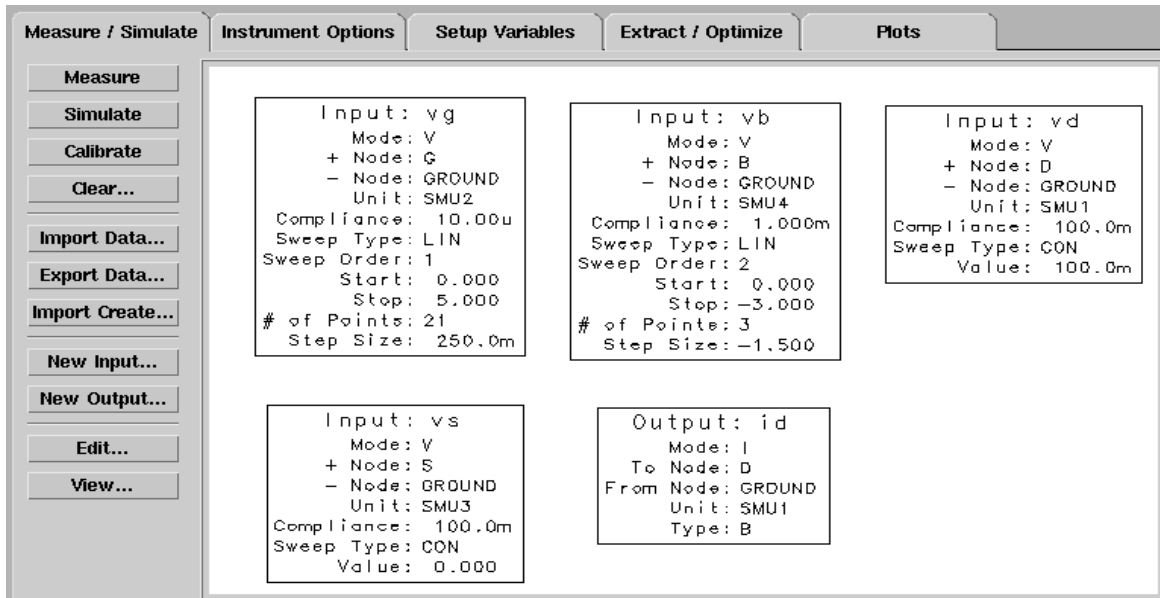 Measure / Simulate
Instrument Options
Setup Variables
Extract / Optimize
Plots
Measure
Simulate
Calibrate
Clear...
Import Data...
Export Data...
Import Create...
New Input...
New Output...
Edit...
View...
Input: vg
Mode: V
+ Node: G
- Node: GROUND
Unit: SMU2
Compliance: 10.00u
Sweep Type: LIN
Sweep Order: 1
Start: 0.000
Stop: 5.000
# of Points: 21
Step Size: 250.0m
Input: vb
Mode: V
+ Node: B
- Node: GROUND
Unit: SMU4
Compliance: 1.000m
Sweep Type: LIN
Sweep Order: 2
Start: 0.000
Stop: -3.000
# of Points: 3
Step Size: -1.500
Input: vd
Mode: V
+ Node: D
- Node: GROUND
Unit: SMU1
Compliance: 100.0m
Sweep Type: CON
Value: 100.0m
Input: vs
Mode: V
+ Node: S
- Node: GROUND
Unit: SMU3
Compliance: 100.0m
Sweep Type: CON
Value: 0.000
Output: id
Mode: I
To Node: D
From Node: GROUND
Unit: SMU1
Type: B